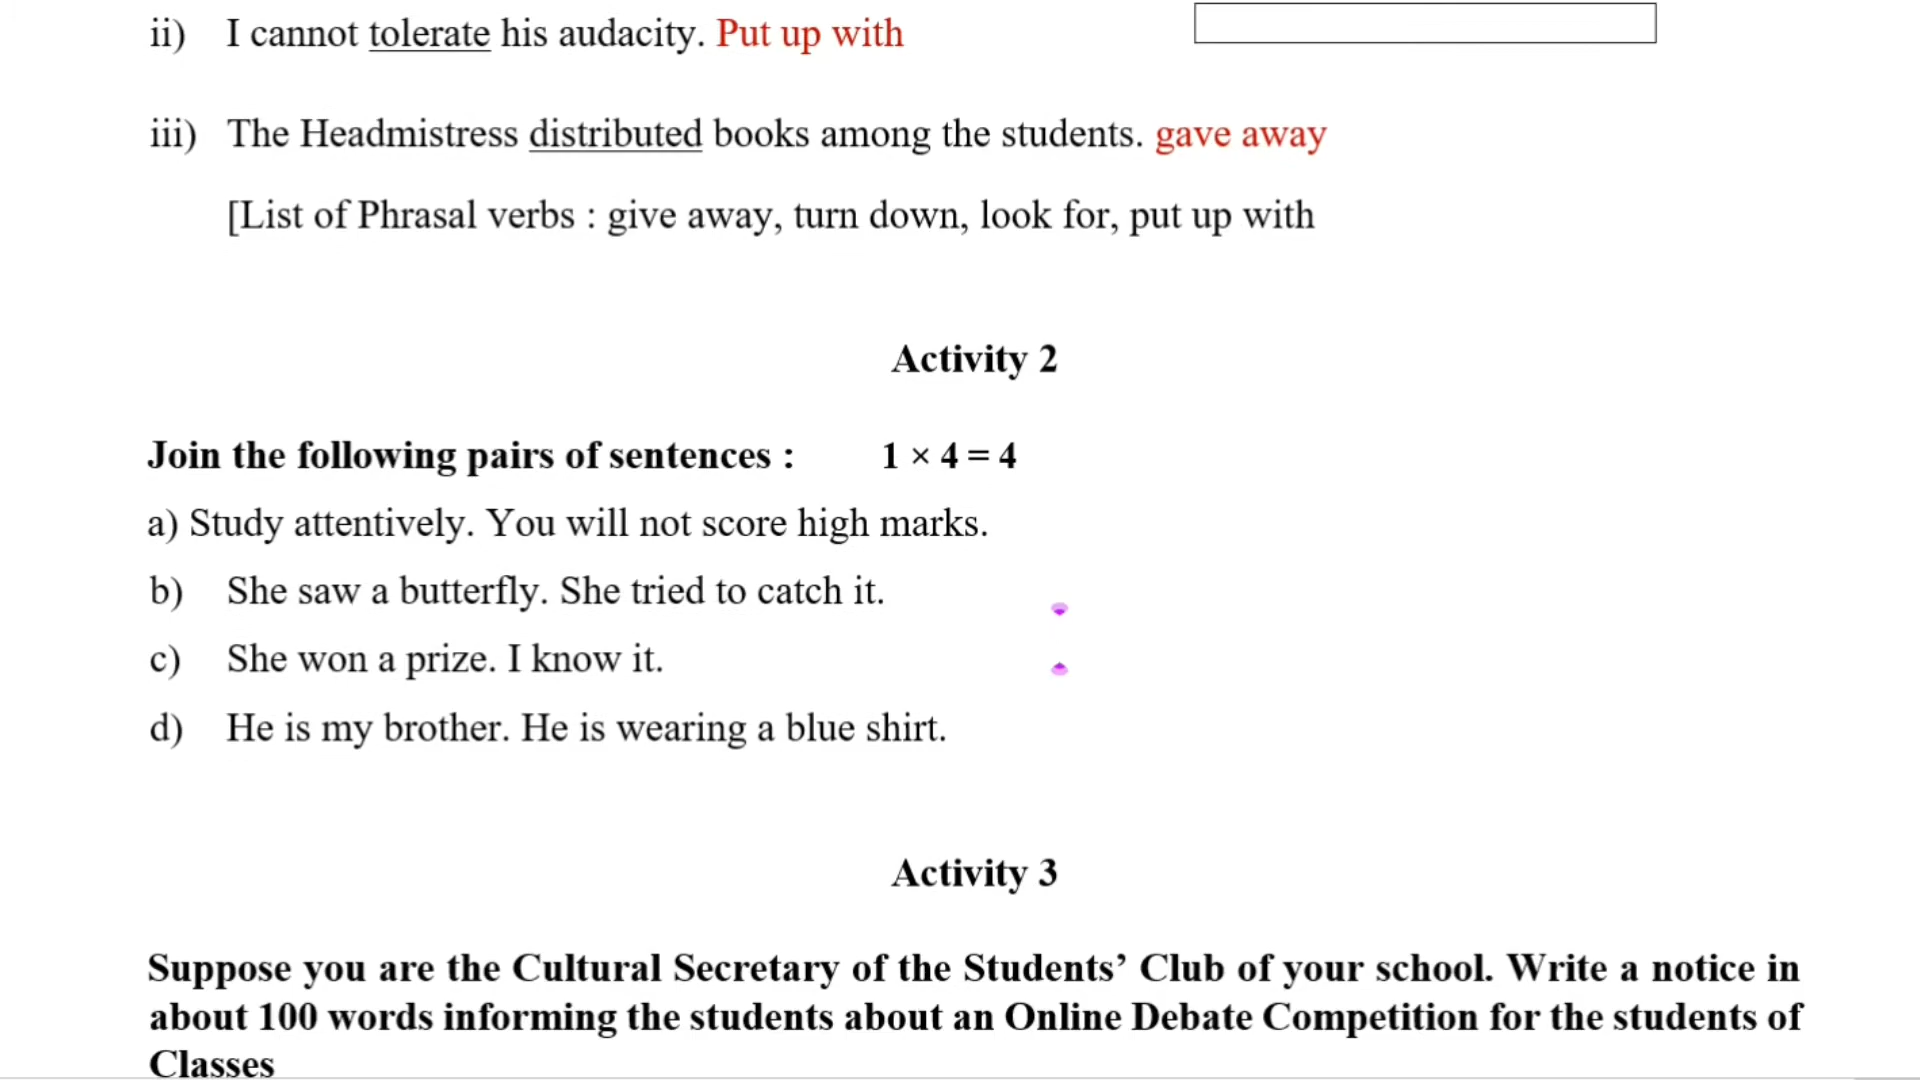 ii) I cannot tolerate his audacity. Put up with
iii) The Headmistress distributed books among the students. gave away
[List of Phrasal verbs : give away, turn down, look for, put up with
Activity 2
Join the following pairs of sentences : 1 × 4 = 4
a) Study attentively. You will not score high marks.
b) She saw a butterfly. She tried to catch it.
c) She won a prize. I know it.
d) He is my brother. He is wearing a blue shirt.
Activity 3
Suppose you are the Cultural Secretary of the Students’ Club of your school. Write a notice in
about 100 words informing the students about an Online Debate Competition for the students of
Classes